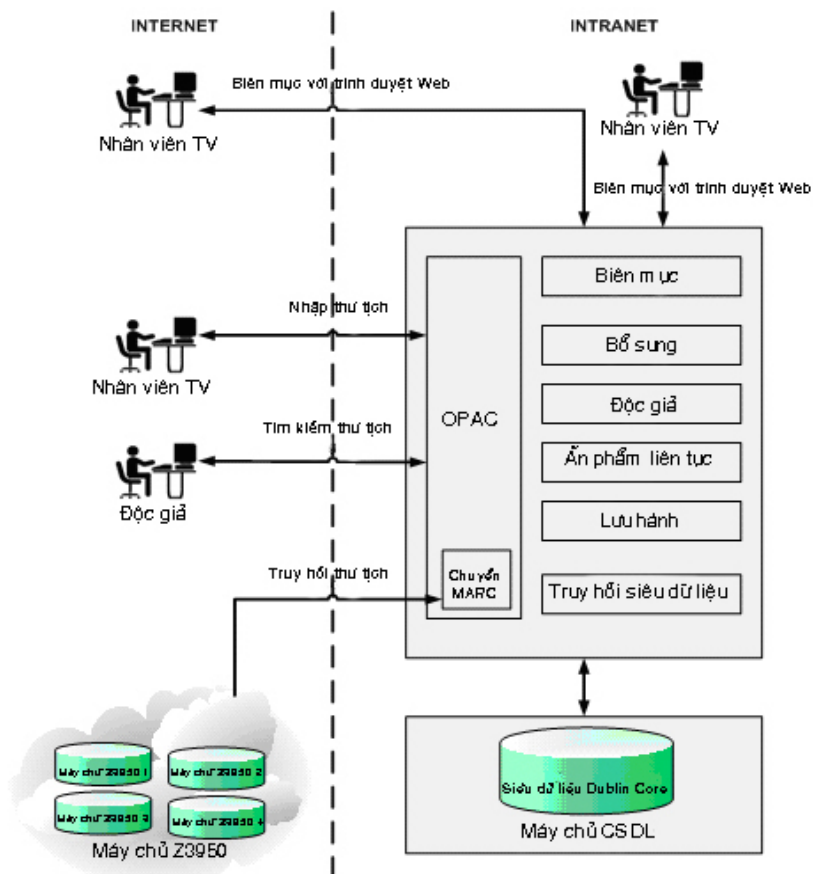 INTERNET
INTRANET
Biên mục với trình duyệt Web
Nhân viên TV
Nhân viên TV
Biên mục với trình duyệt Web
Biên mục
Nhập thư tịch
Bổ sung
Nhân viên TV
Độc giả
OPAC
Tìm kiếm thư tịch
Ấn phẩm liên tục
Độc giả
Lưu hành
Truy hồi thư tịch
Chuyển
MARC
Truy hồi siêu dữ liệu
Máy chủ Z3950 1
Máy chủ Z3950 2
Máy chủ Z3950 3
Máy chủ Z3950 4
Máy chủ Z3950
Siêu dữ liệu Dublin Core
Máy chủ CSDL